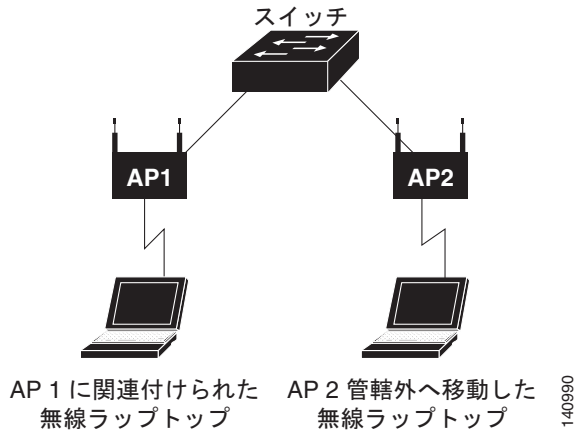 スイッチ
AP1
AP2
AP 1 に関連付けられた
無線ラップトップ
AP 2 管轄外へ移動した
無線ラップトップ
140990